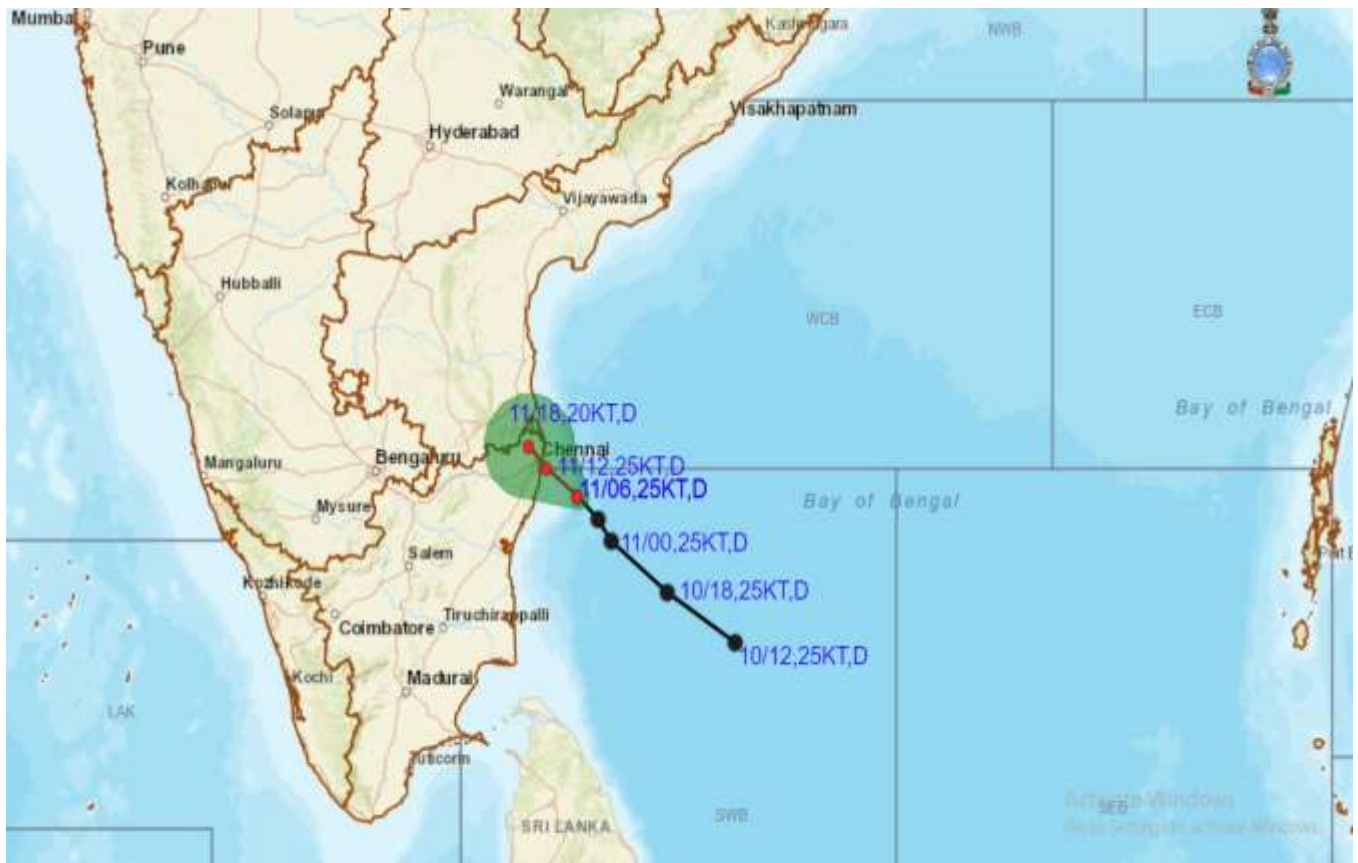 Mumba
Kashipur
NWB
Pune
Warangal
Solapur
Visakhapatnam
Hyderabad
Kolhapur
Vijayawada
Hubballi
WCB
ECB
Bay of Bengal
11/18,20KT,D
Chennai
Mangaluru
Bengaluru
11/12,25KT,D
11/06,25KT,D
Bay of Bengal
Mysure
11/00,25KT,D
Salem
Kozhikode
10/18,25KT,D
Coimbatore
Tiruchirappalli
10/12,25KT,D
Kochi
Madurai
LAK
Tuticorin
Activate Windows
SEB
SWB
SRI LANKA